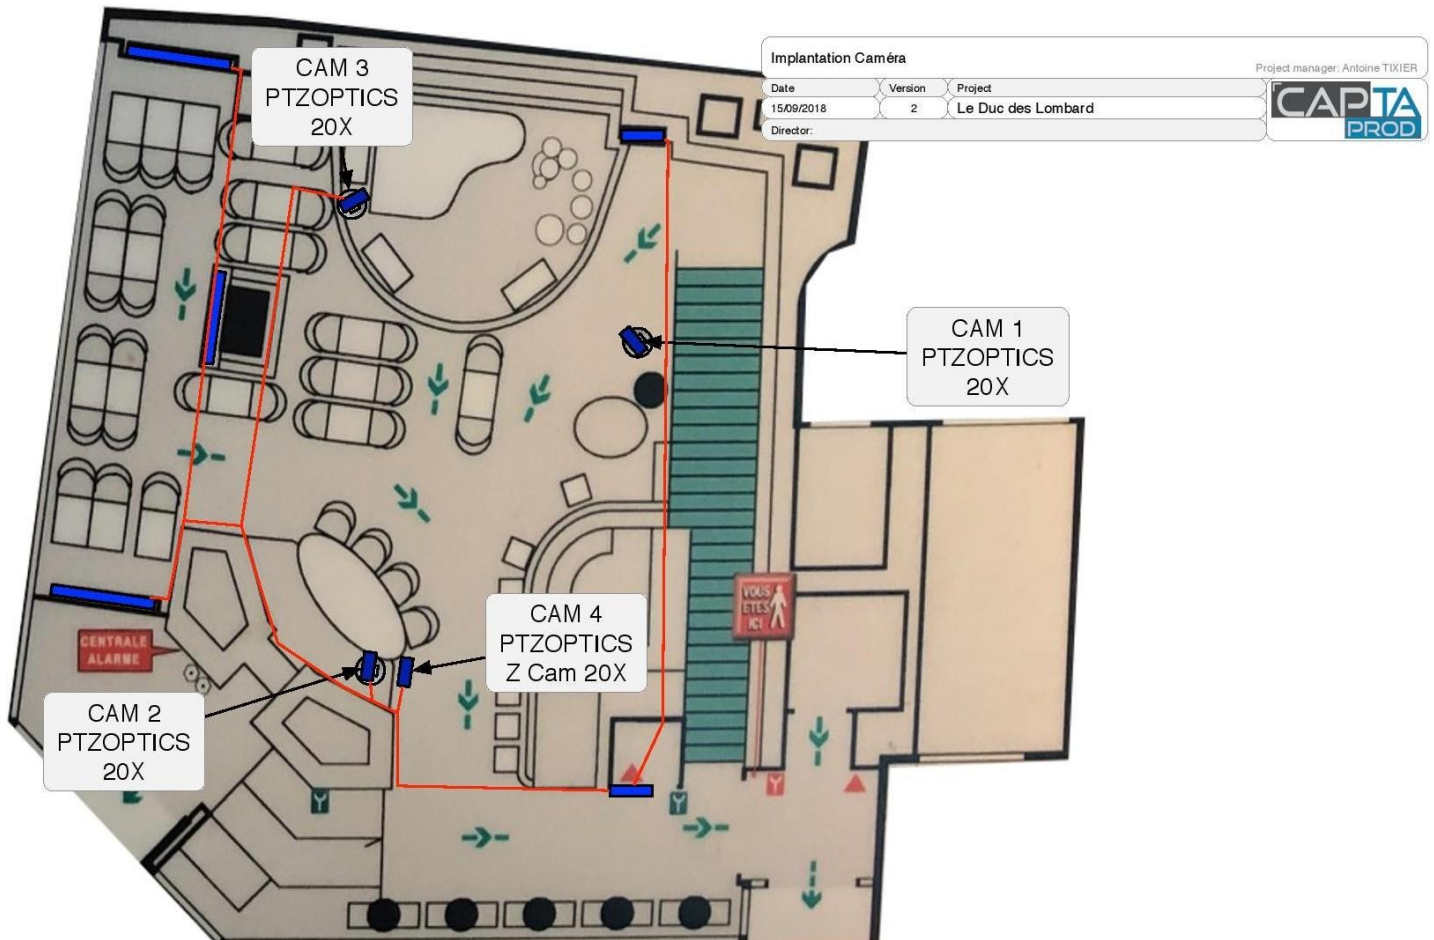 CAM 3
PTZOPTICS
20X
Implantation Caméra
Project manager: Antoine TIXIER
Date
Version
Project
15/09/2018
2
Le Duc des Lombard
Director:
CAPTA
PROD
CAM 1
PTZOPTICS
20X
VOUS
ETES
ICI
CAM 4
PTZOPTICS
Z Cam 20X
CENTRALE
ALARME
CAM 2
PTZOPTICS
20X